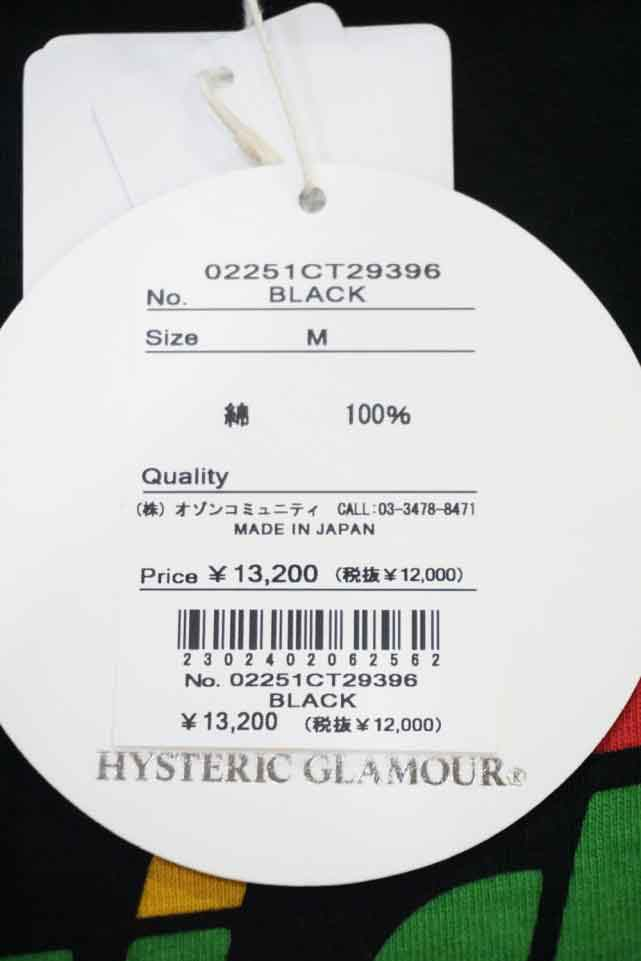 02251CT29396
No. BLACK
Size M
綿 100%
Quality
(株) オゾンコミュニティ CALL:03-3478-8471
MADE IN JAPAN
Price ¥13,200 (税抜¥12,000)
2302402062562
No. 02251CT29396
BLACK
¥13,200 (税抜¥12,000)
HYSTERIC GLAMOUR®